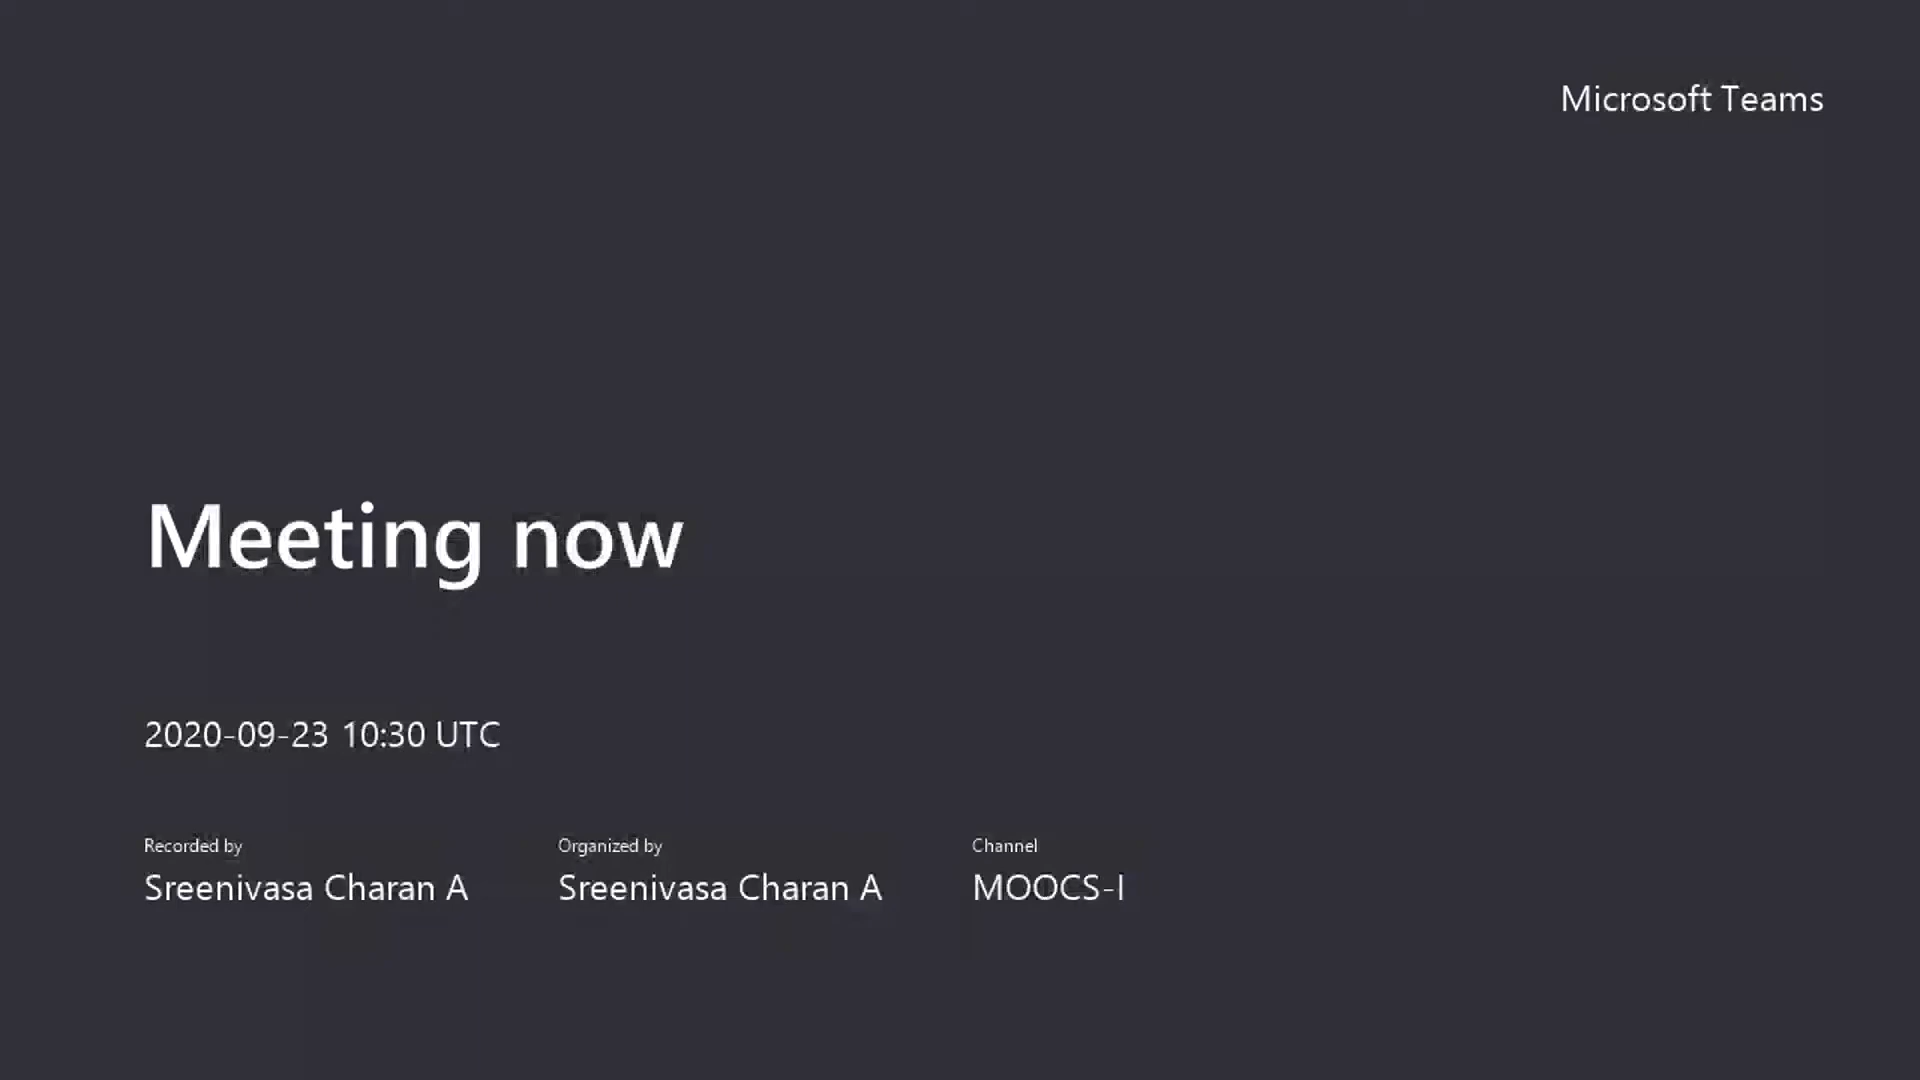 Microsoft Teams
Meeting now
2020-09-23 10:30 UTC
Recorded by
Sreenivasa Charan A
Organized by
Sreenivasa Charan A
Channel
MOOCS-I